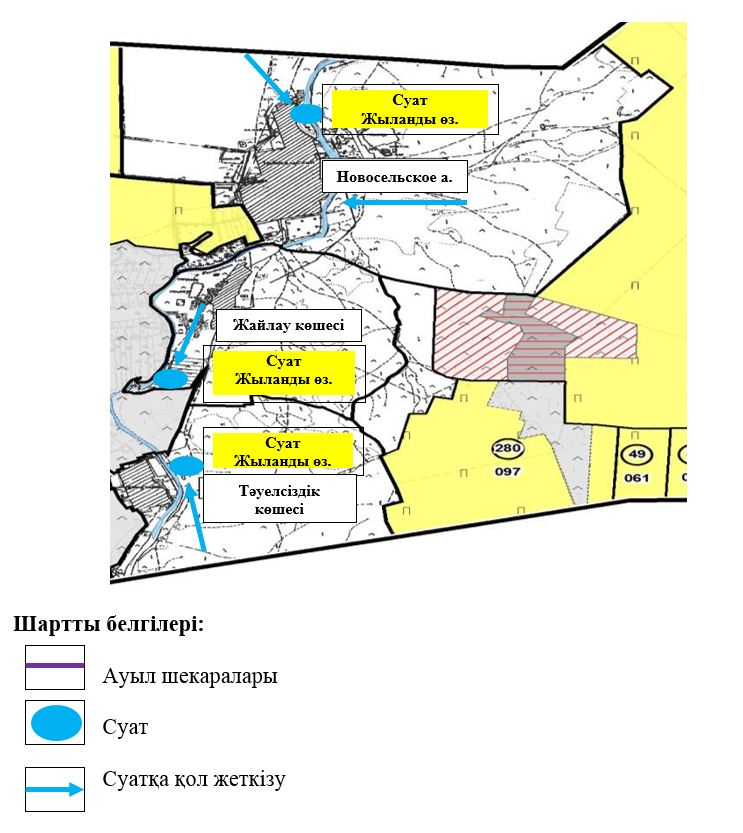 Суат
Жыланды өз.
Новосельское а.
Жайлау көшесі
Суат
Жыланды өз.
Суат
Жыланды өз.
Тәуелсіздік
көшесі
280
097
49
061
Шартты белгілері:
Ауыл шекаралары
Суат
Суатқа қол жеткізу